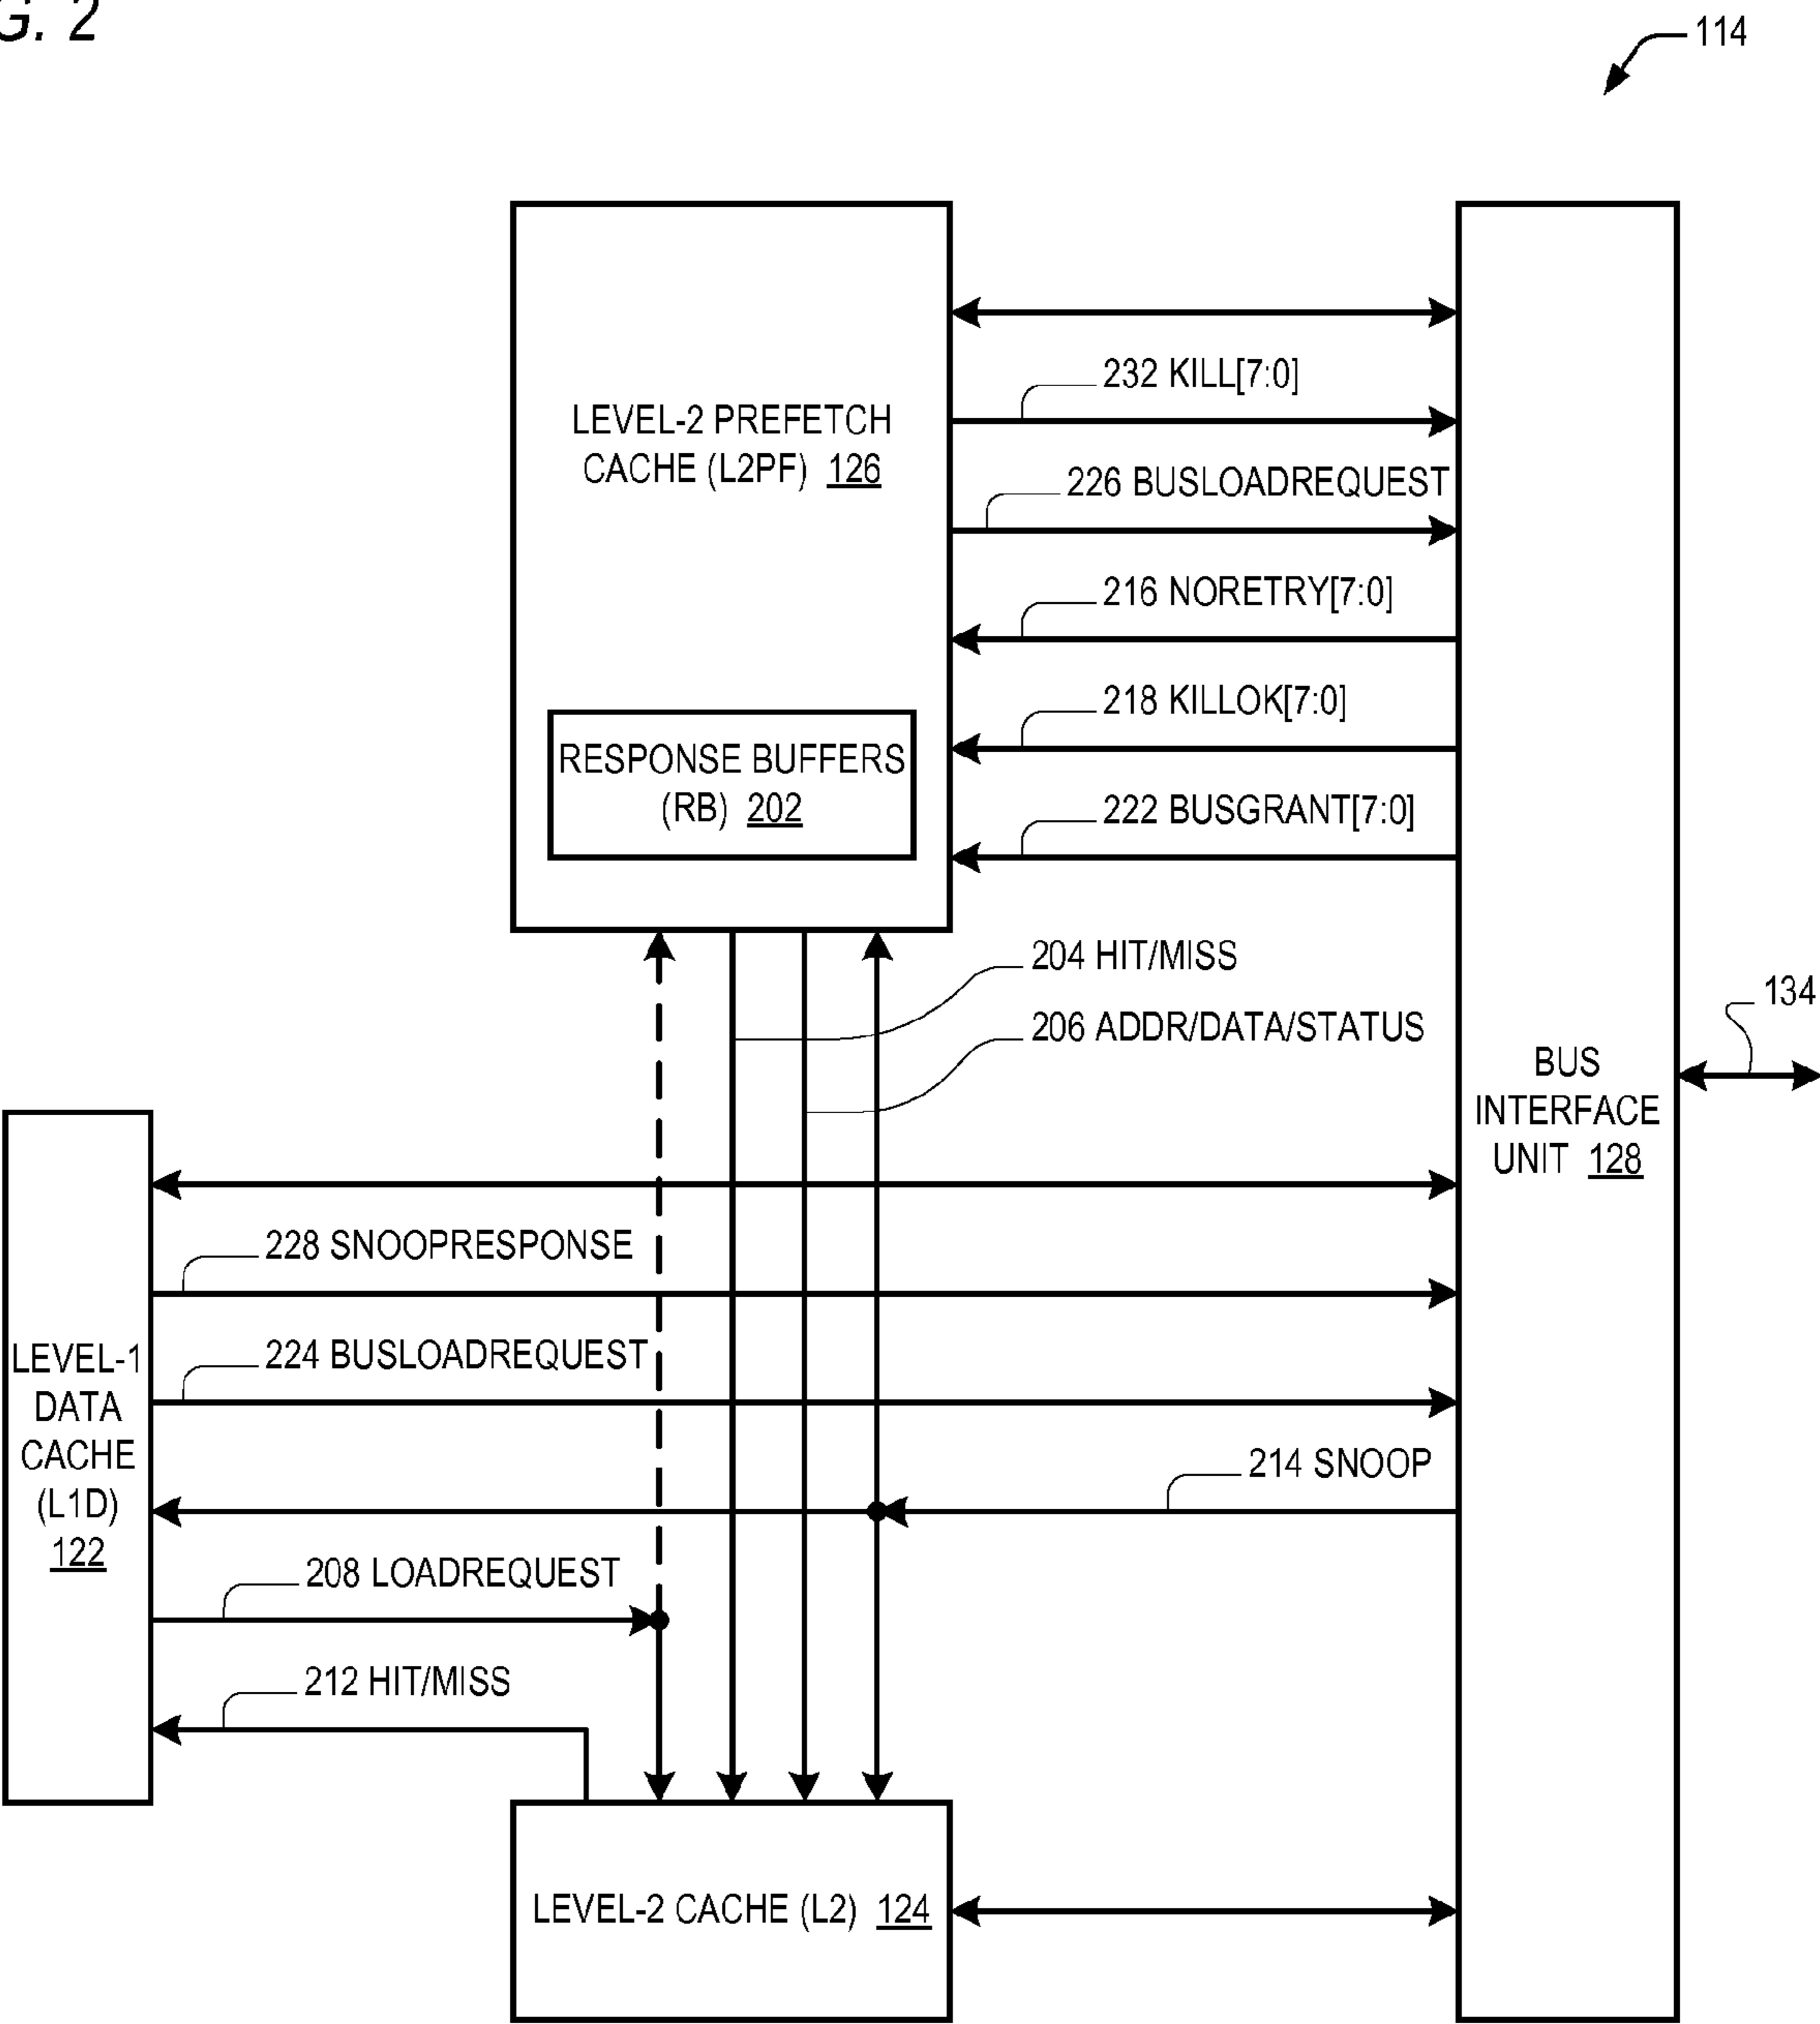 G. 2
114
232 KILL[7:0]
LEVEL-2 PREFETCH
CACHE (L2PF) 126
226 BUSLOADREQUEST
216 NORETRY[7:0]
218 KILLOK[7:0]
RESPONSE BUFFERS
(RB) 202
222 BUSGRANT[7:0]
204 HIT/MISS
206 ADDR/DATA/STATUS
134
BUS
INTERFACE
UNIT 128
228 SNOOPRESPONSE
224 BUSLOADREQUEST
LEVEL-1
DATA
CACHE
(L1D)
122
214 SNOOP
208 LOADREQUEST
212 HIT/MISS
LEVEL-2 CACHE (L2) 124